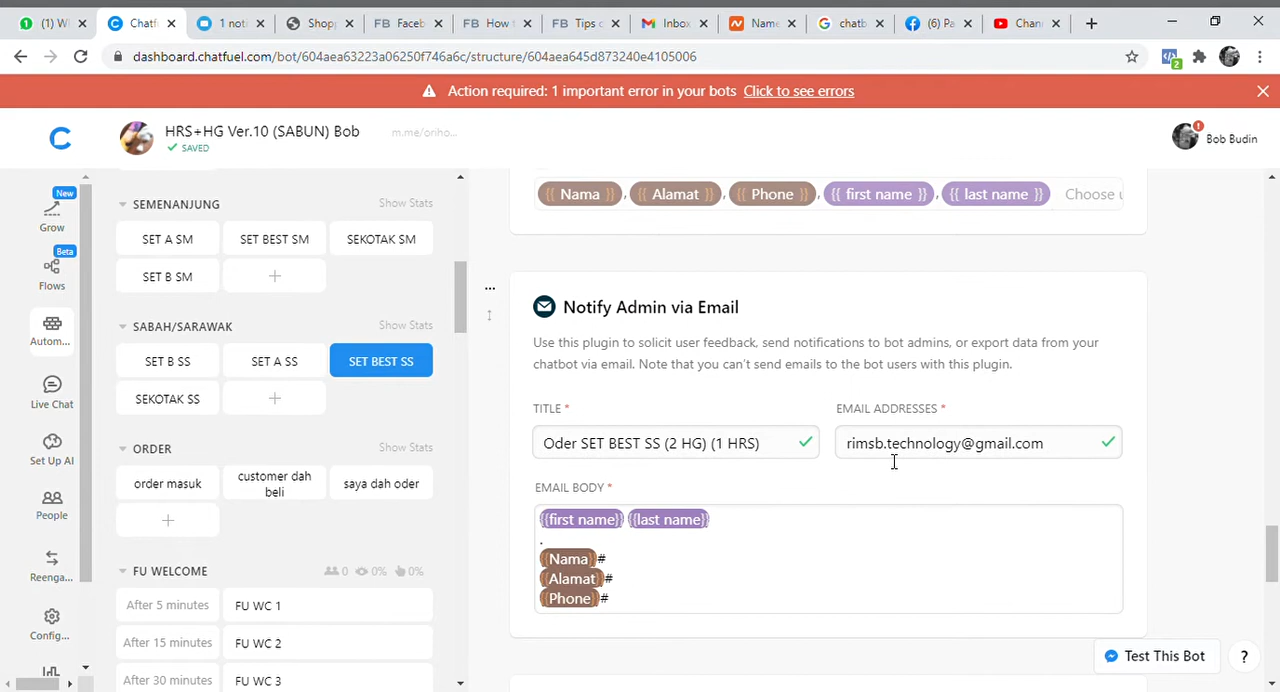 (1) W
Chatf
1 not
Shopp
Faceb
How t
Tips c
Inbox
Name
chatb
(6) Pa
Chan
dashboard.chatfuel.com/bot/604aea63223a06250f746a6c/structure/604aea645d873240e4105066
2
Action required: 1 important error in your bots Click to see errors
HRS+HG Ver.10 (SABUN) Bob
m.me/oriho...
SAVED
Bob Budin
New
Grow
Beta
Flows
Autom...
Live Chat
Set Up AI
People
Reenga...
Config...
SEMENANJUNG Show Stats
SET A SM
SET BEST SM
SEKOTAK SM
SET B SM
+
SABAH/SARAWAK Show Stats
SET B SS
SET A SS
SET BEST SS
SEKOTAK SS
+
ORDER Show Stats
order masuk
customer dah
beli
saya dah oder
+
FU WELCOME 0 0% 0%
After 5 minutes FU WC 1
After 15 minutes FU WC 2
After 30 minutes FU WC 3
{{ Nama }}, {{ Alamat }}, {{ Phone }}, {{ first name }}, {{ last name }} Choose u
Notify Admin via Email
Use this plugin to solicit user feedback, send notifications to bot admins, or export data from your
chatbot via email. Note that you can't send emails to the bot users with this plugin.
TITLE *
EMAIL ADDRESSES *
Oder SET BEST SS (2 HG) (1 HRS)
rimsb.technology@gmail.com
EMAIL BODY *
{{first name}} {{last name}}
.
{{Nama}}#
{{Alamat}}#
{{Phone}}#
Test This Bot
?